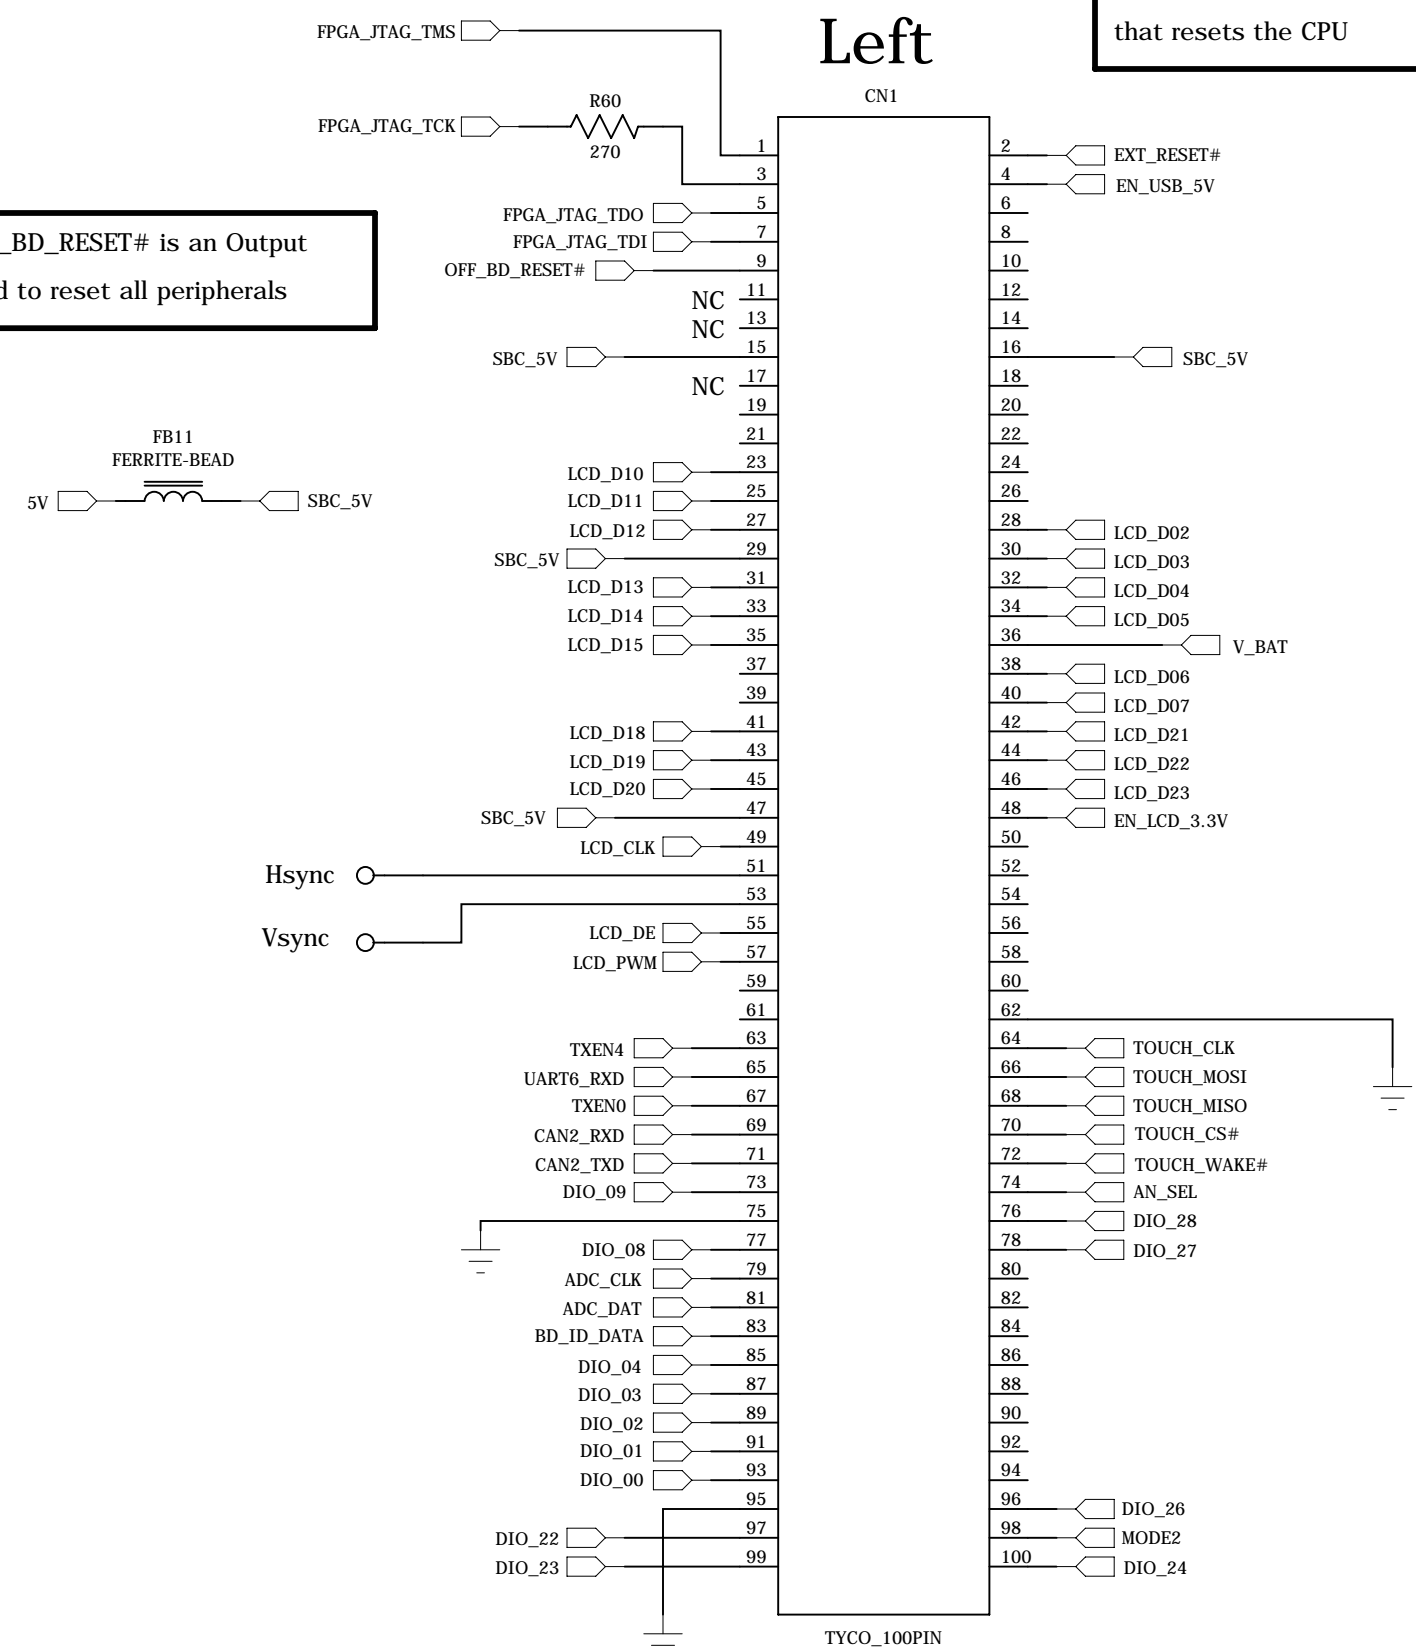 Left
that resets the CPU
CN1
FPGA_JTAG_TMS
R60
FPGA_JTAG_TCK
270
1
2 EXT_RESET#
3
4 EN_USB_5V
FPGA_JTAG_TDO 5
6
FPGA_JTAG_TDI 7
8
OFF_BD_RESET# 9
10
_BD_RESET# is an Output
d to reset all peripherals
NC 11
12
NC 13
14
SBC_5V 15
16 SBC_5V
NC 17
18
19
20
21
22
FB11
FERRITE-BEAD
5V SBC_5V
LCD_D10 23
24
LCD_D11 25
26
LCD_D12 27
28 LCD_D02
SBC_5V 29
30 LCD_D03
LCD_D13 31
32 LCD_D04
LCD_D14 33
34 LCD_D05
LCD_D15 35
36 V_BAT
37
38 LCD_D06
39
40 LCD_D07
LCD_D18 41
42 LCD_D21
LCD_D19 43
44 LCD_D22
LCD_D20 45
46 LCD_D23
SBC_5V 47
48 EN_LCD_3.3V
LCD_CLK 49
50
Hsync 51
52
Vsync 53
54
LCD_DE 55
56
LCD_PWM 57
58
59
60
61
62
TXEN4 63
64 TOUCH_CLK
UART6_RXD 65
66 TOUCH_MOSI
TXEN0 67
68 TOUCH_MISO
CAN2_RXD 69
70 TOUCH_CS#
CAN2_TXD 71
72 TOUCH_WAKE#
DIO_09 73
74 AN_SEL
75
76 DIO_28
DIO_08 77
78 DIO_27
ADC_CLK 79
80
ADC_DAT 81
82
BD_ID_DATA 83
84
DIO_04 85
86
DIO_03 87
88
DIO_02 89
90
DIO_01 91
92
DIO_00 93
94
95
96 DIO_26
DIO_22 97
98 MODE2
DIO_23 99
100 DIO_24
TYCO_100PIN